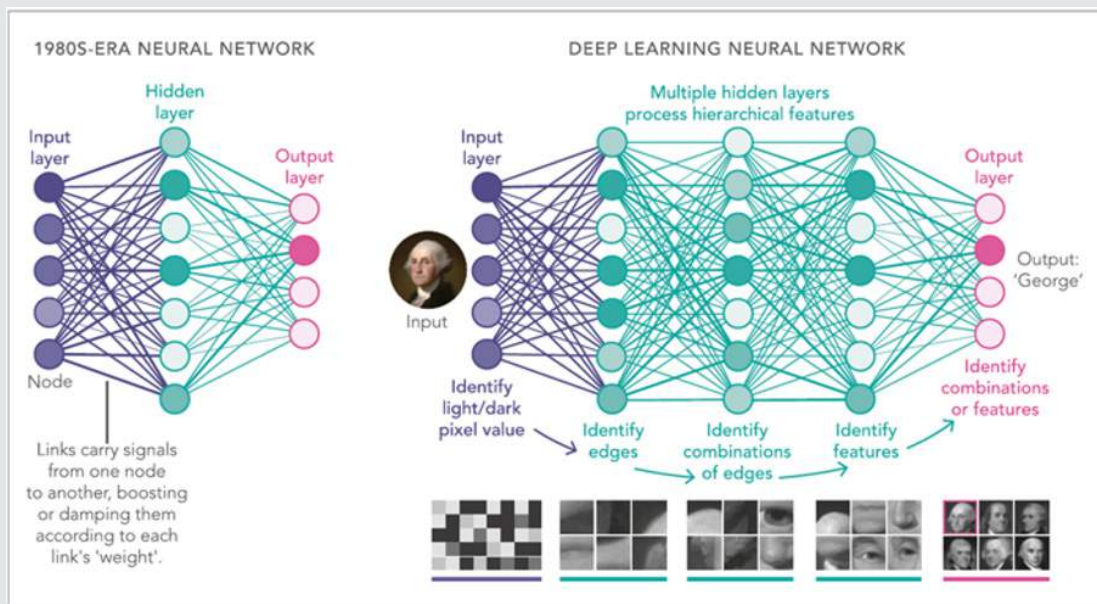 1980S-ERA NEURAL NETWORK
Hidden
layer
Input
layer
Output
layer
Node
Links carry signals
from one node
to another, boosting
or damping them
according to each
link's 'weight'.
DEEP LEARNING NEURAL NETWORK
Multiple hidden layers
process hierarchical features
Input
layer
Output
layer
Input
Output:
'George'
Identify
light/dark
pixel value
Identify
edges
Identify
combinations
of edges
Identify
features
Identify
combinations
or features